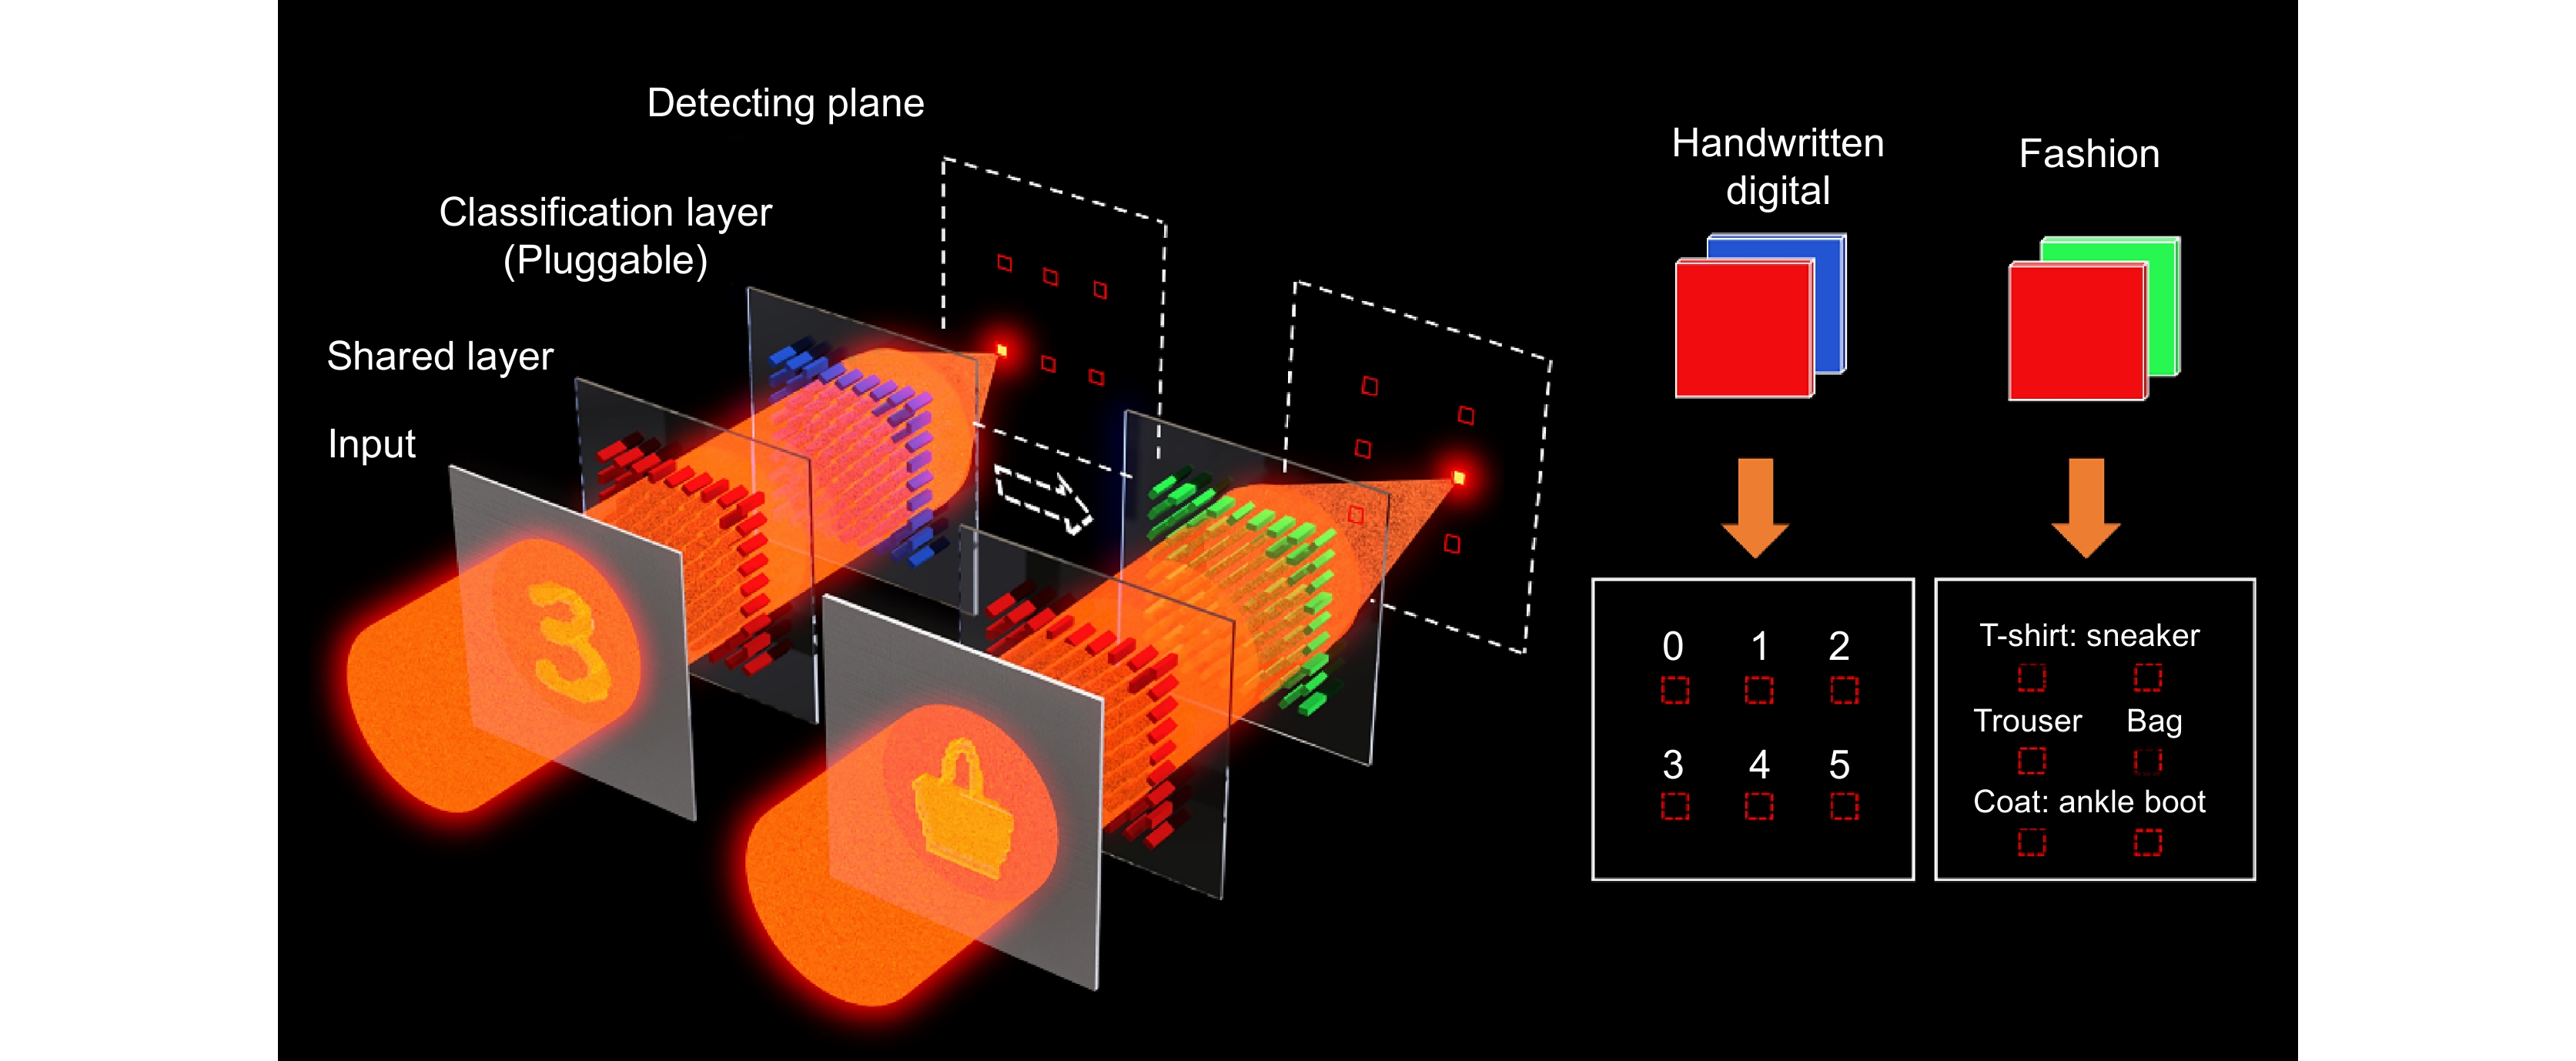 Detecting plane
Classification layer
(Pluggable)
Shared layer
Input
3
Handwritten
digital
Fashion
0 1 2
3 4 5
T-shirt: sneaker
Trouser Bag
Coat: ankle boot